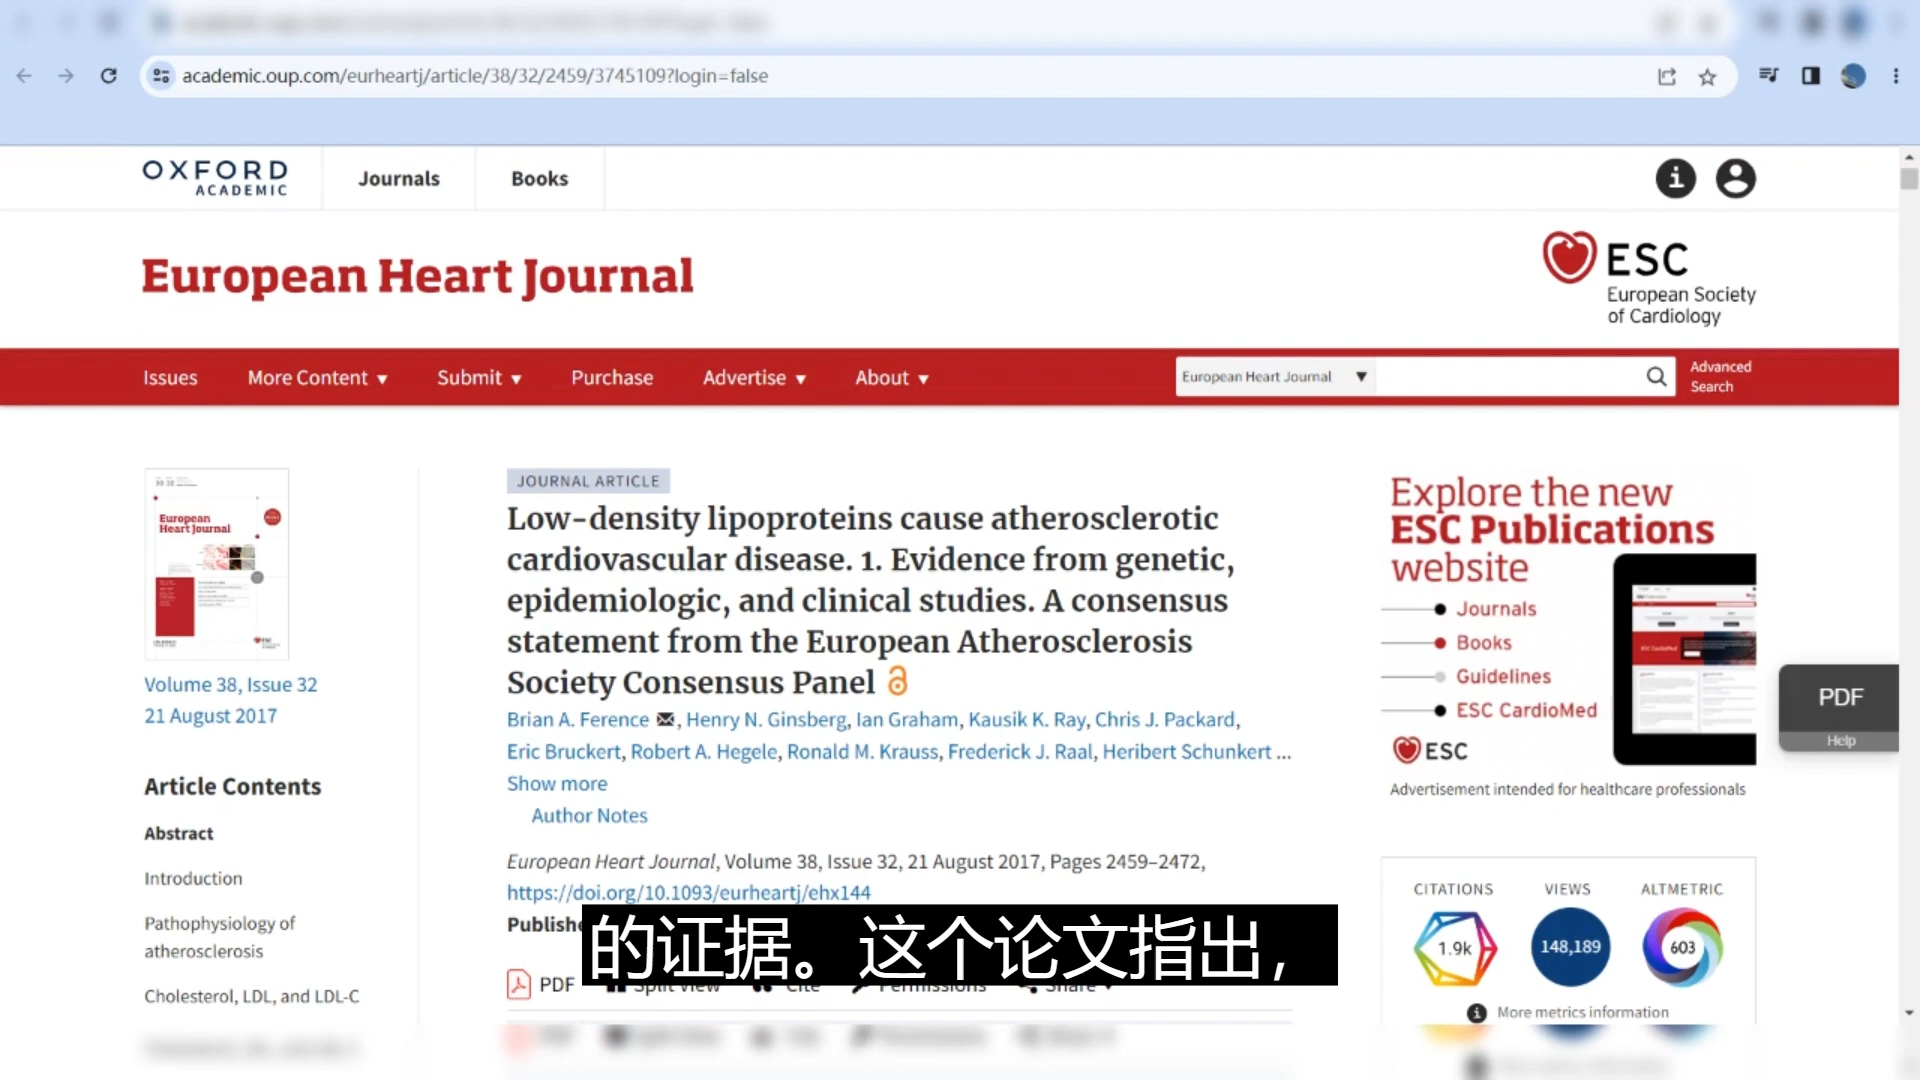 academic.oup.com/eurheartj/article/38/32/2459/3745109?login=false
OXFORD
ACADEMIC
Journals
Books
European Heart Journal
ESC
European Society
of Cardiology
Issues
More Content
Submit
Purchase
Advertise
About
European Heart Journal
Advanced
Search
European
Heart Journal
Volume 38, Issue 32
21 August 2017
Article Contents
Abstract
Introduction
Pathophysiology of
atherosclerosis
Cholesterol, LDL, and LDL-C
JOURNAL ARTICLE
Low-density lipoproteins cause atherosclerotic
cardiovascular disease. 1. Evidence from genetic,
epidemiologic, and clinical studies. A consensus
statement from the European Atherosclerosis
Society Consensus Panel
Brian A. Ference, Henry N. Ginsberg, Ian Graham, Kausik K. Ray, Chris J. Packard,
Eric Bruckert, Robert A. Hegele, Ronald M. Krauss, Frederick J. Raal, Heribert Schunkert ...
Show more
Author Notes
European Heart Journal, Volume 38, Issue 32, 21 August 2017, Pages 2459–2472,
https://doi.org/10.1093/eurheartj/ehx144
的证据。这个论文指出，
PDF
Split View
Cite
Permissions
Share
Explore the new
ESC Publications
website
Journals
Books
Guidelines
ESC CardioMed
ESC
Advertisement intended for healthcare professionals
PDF
Help
CITATIONS
VIEWS
ALTMETRIC
1.9k
148,189
603
More metrics information